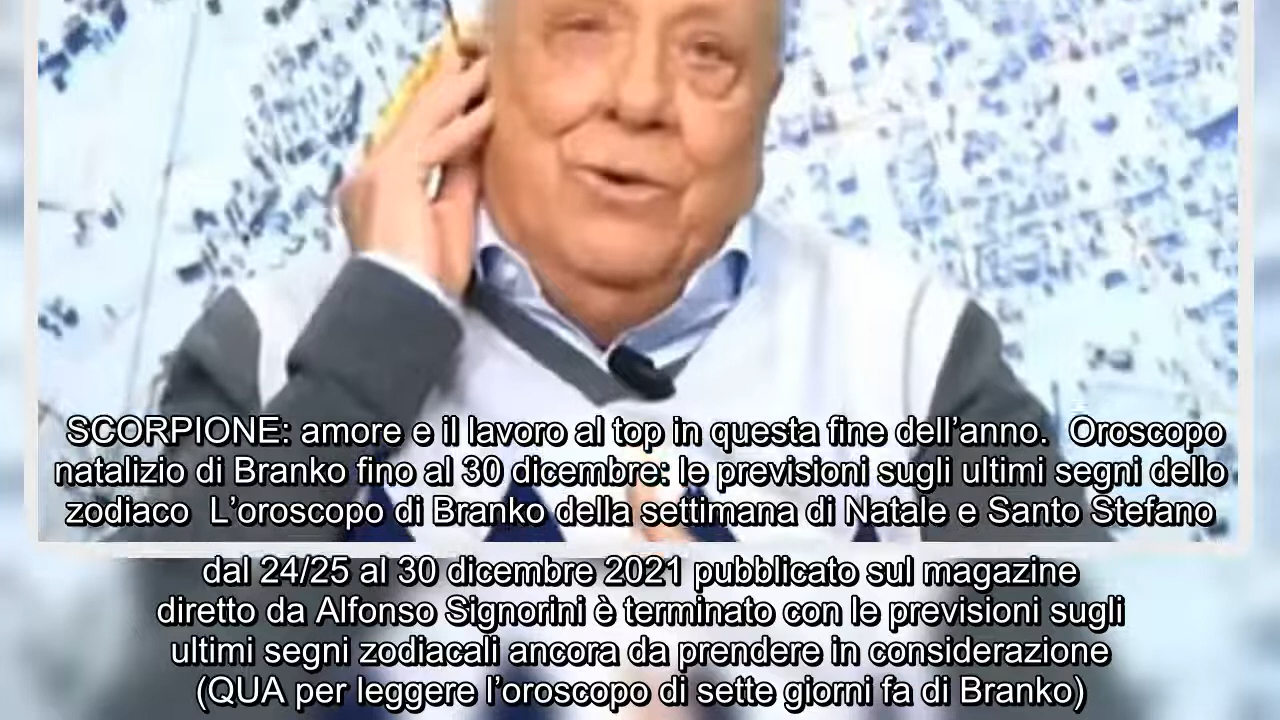 SCORPIONE: amore e il lavoro al top in questa fine dell’anno.  Oroscopo
natalizio di Branko fino al 30 dicembre: le previsioni sugli ultimi segni dello
zodiaco  L’oroscopo di Branko della settimana di Natale e Santo Stefano
dal 24/25 al 30 dicembre 2021 pubblicato sul magazine
diretto da Alfonso Signorini è terminato con le previsioni sugli
ultimi segni zodiacali ancora da prendere in considerazione
(QUA per leggere l’oroscopo di sette giorni fa di Branko)